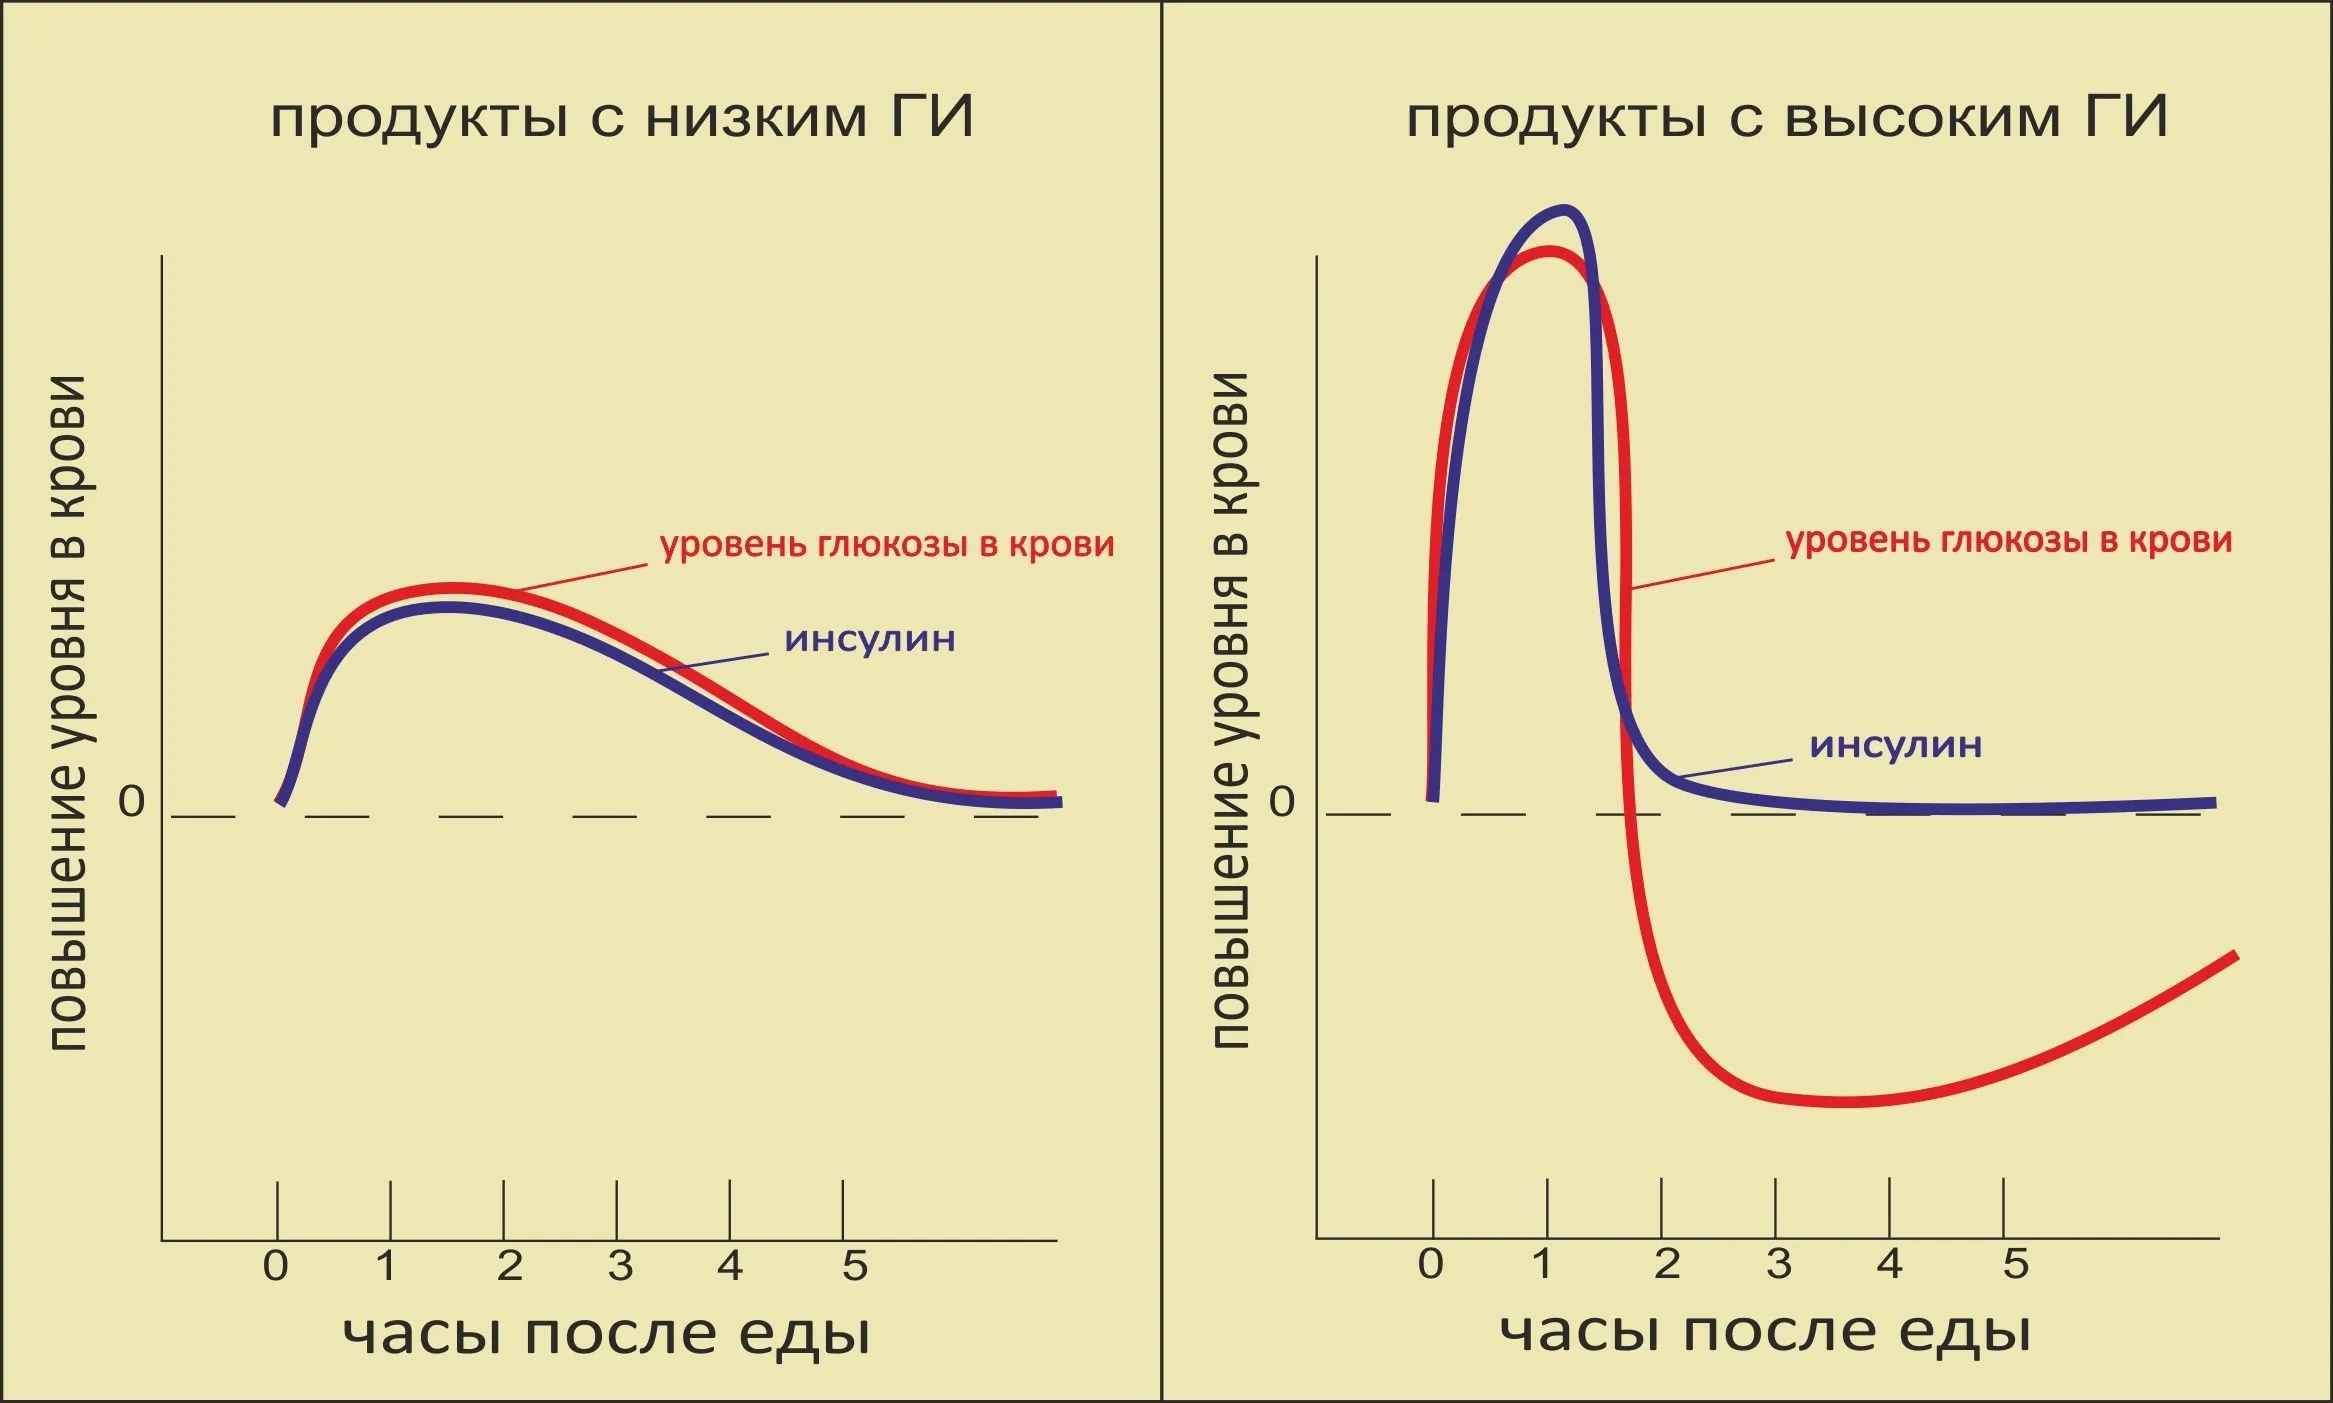 продукты с низким ГИ
повышение уровня в крови
уровень глюкозы в крови
инсулин
0
0 1 2 3 4 5
часы после еды
продукты с высоким ГИ
повышение уровня в крови
уровень глюкозы в крови
инсулин
0
0 1 2 3 4 5
часы после еды